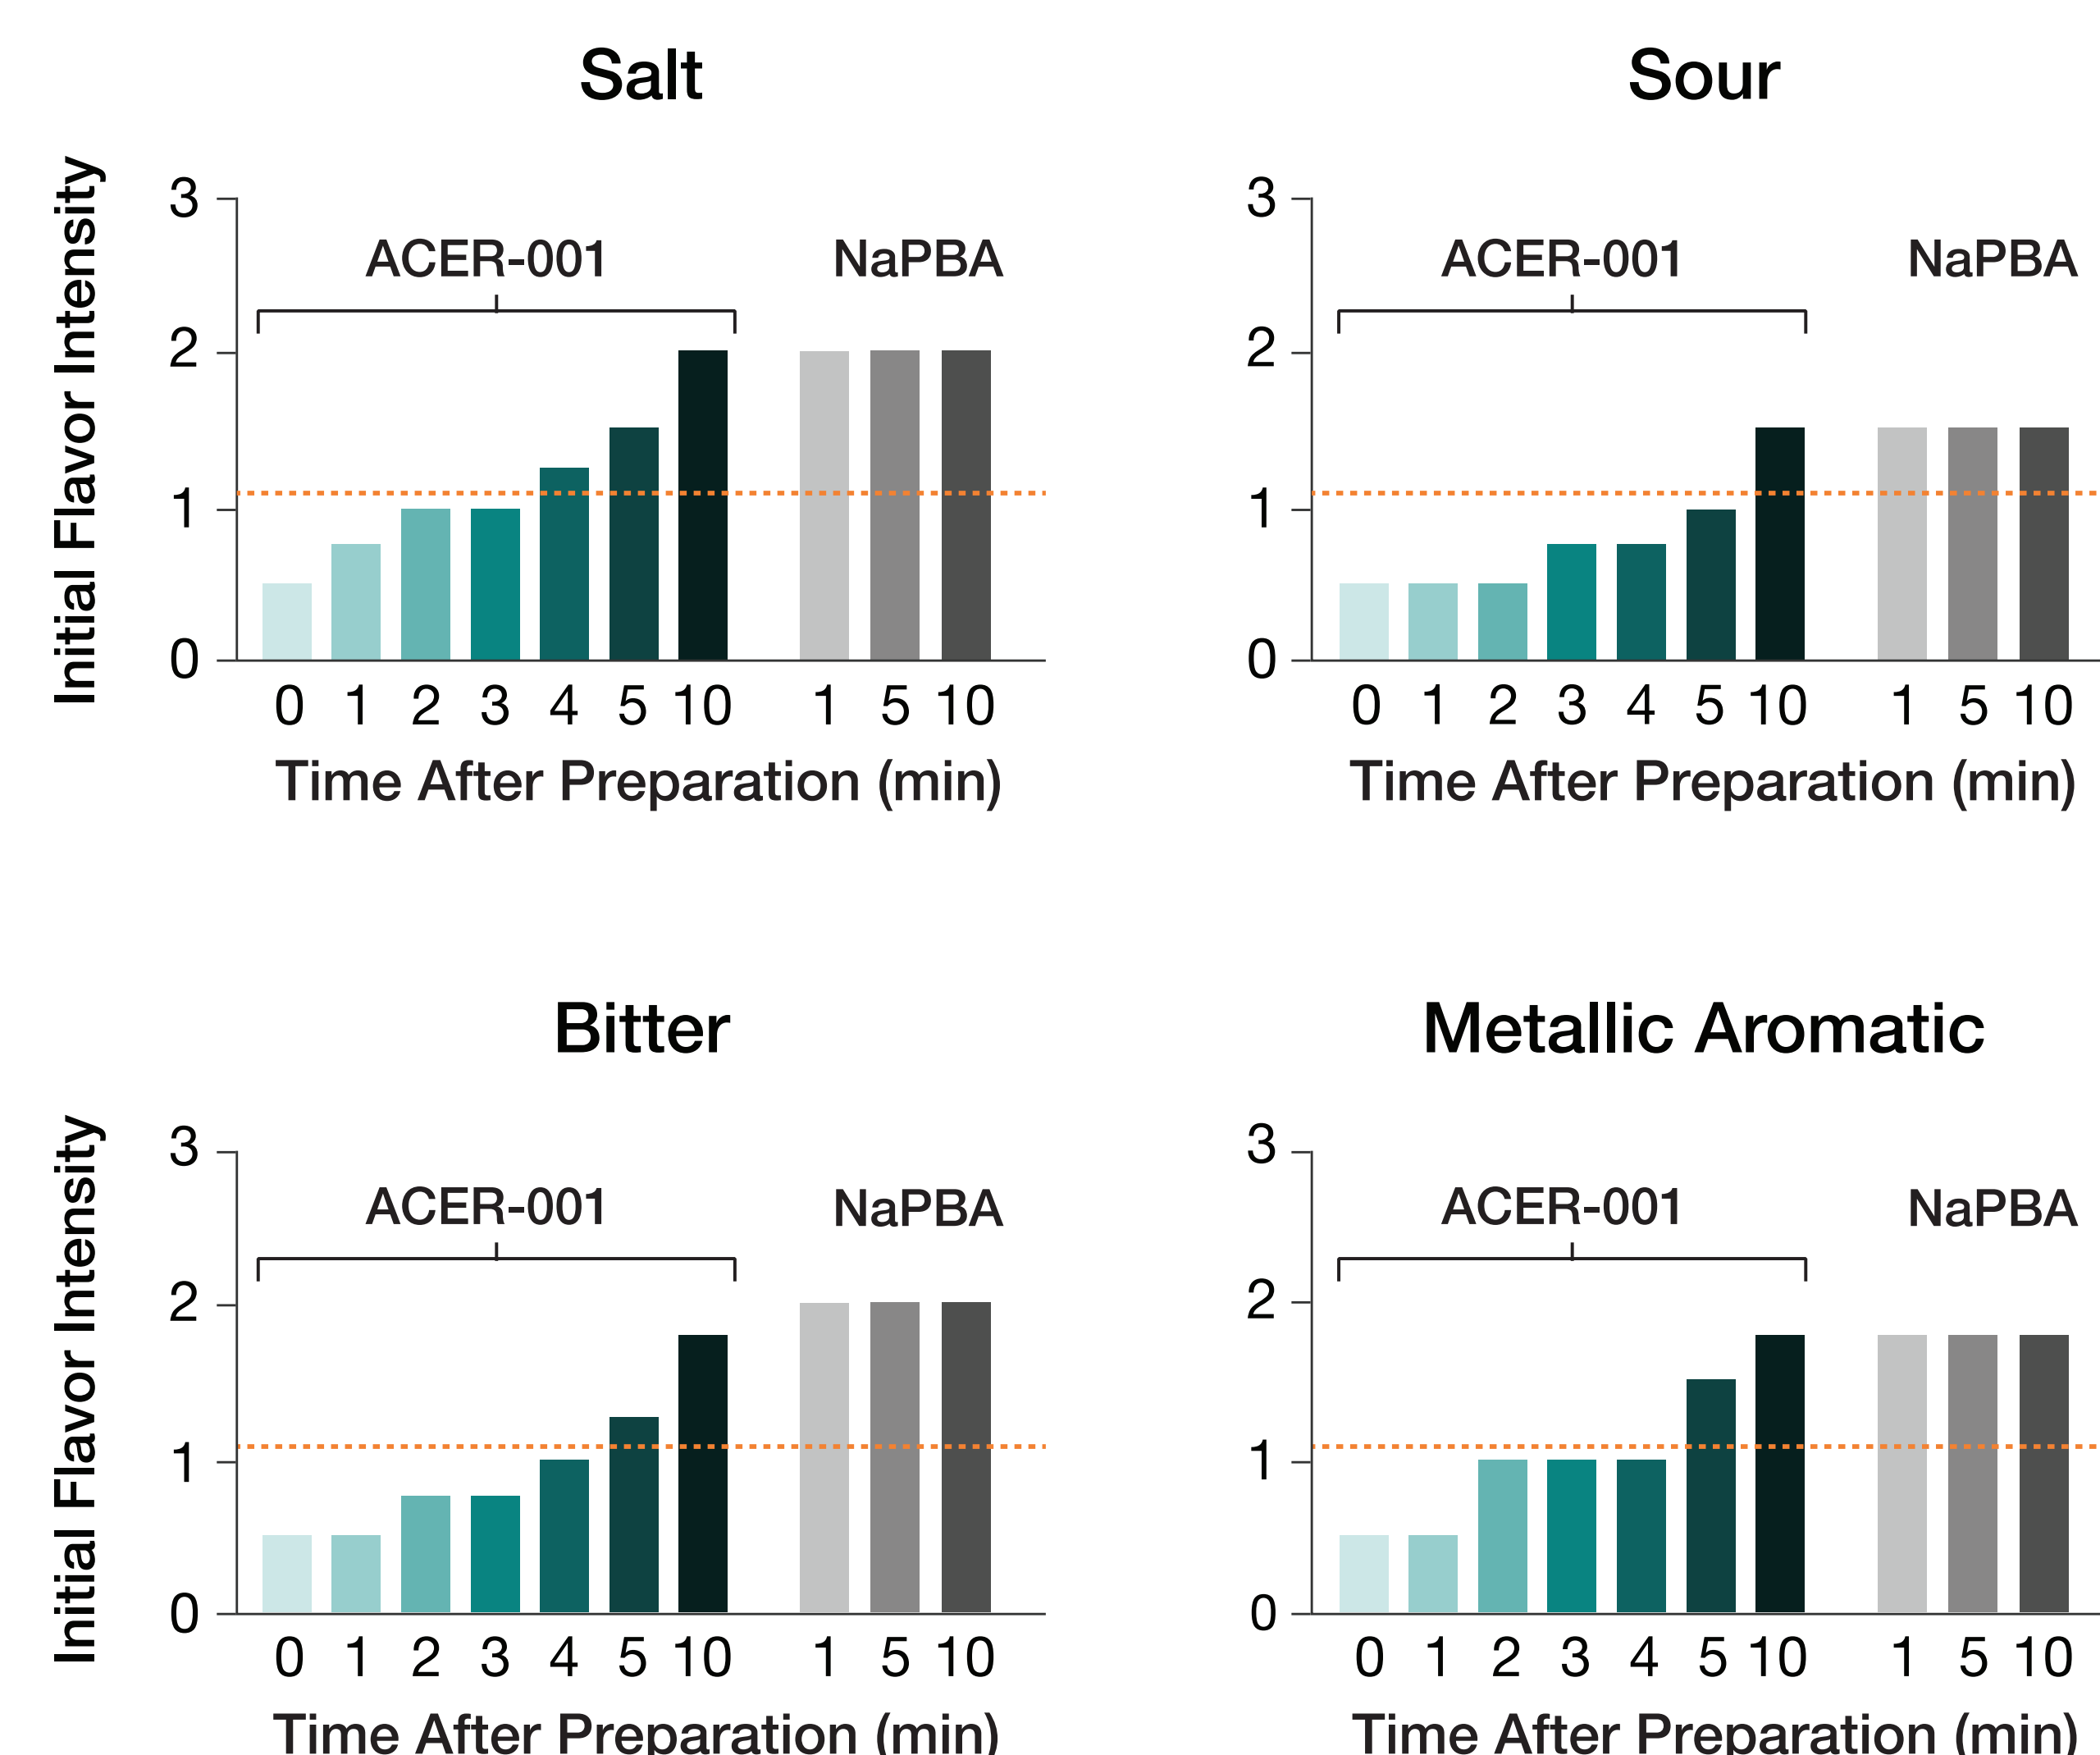 Salt
Initial Flavor Intensity
3
2
1
0
ACER-001
NaPBA
0 1 2 3 4 5 10 1 5 10
Time After Preparation (min)
Sour
3
2
1
0
ACER-001
NaPBA
0 1 2 3 4 5 10 1 5 10
Time After Preparation (min)
Bitter
Initial Flavor Intensity
3
2
1
0
ACER-001
NaPBA
0 1 2 3 4 5 10 1 5 10
Time After Preparation (min)
Metallic Aromatic
3
2
1
0
ACER-001
NaPBA
0 1 2 3 4 5 10 1 5 10
Time After Preparation (min)